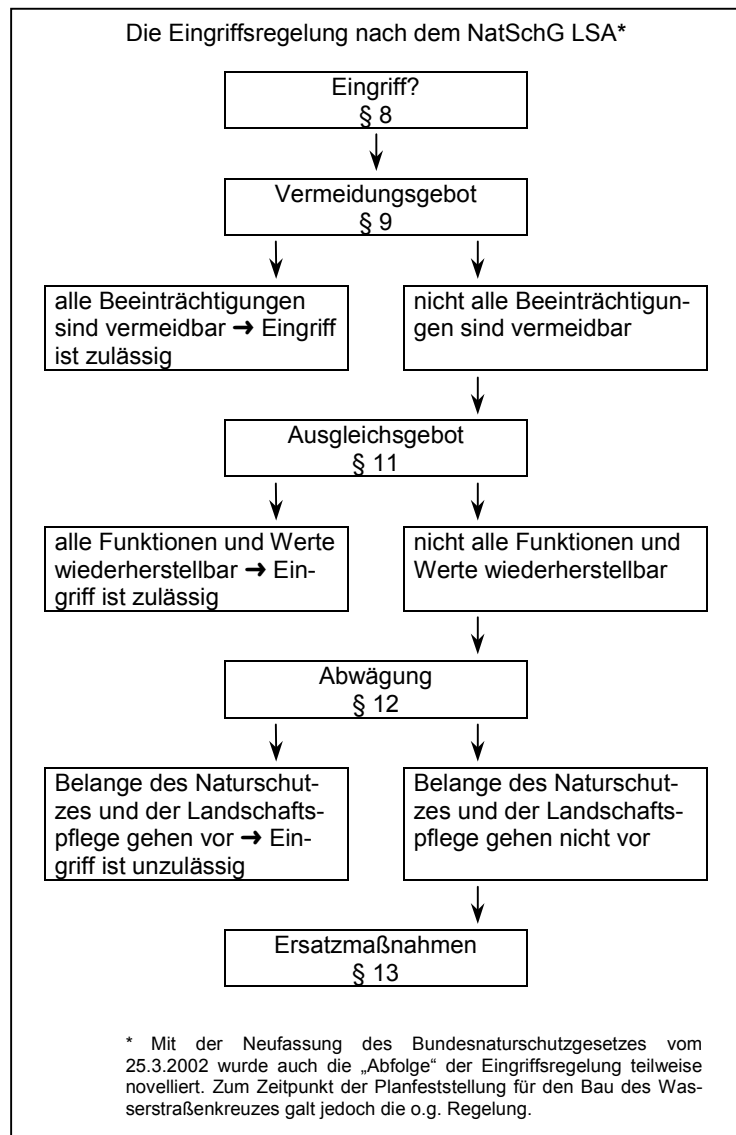 Die Eingriffsregelung nach dem NatSchG LSA*
Eingriff?
§ 8
Vermeidungsgebot
§ 9
alle Beeinträchtigungen
sind vermeidbar ➔ Eingriff
ist zulässig
nicht alle Beeinträchtigun-
gen sind vermeidbar
Ausgleichsgebot
§ 11
alle Funktionen und Werte
wiederherstellbar ➔ Ein-
griff ist zulässig
nicht alle Funktionen und
Werte wiederherstellbar
Abwägung
§ 12
Belange des Naturschut-
zes und der Landschafts-
pflege gehen vor ➔ Ein-
griff ist unzulässig
Belange des Naturschut-
zes und der Landschafts-
pflege gehen nicht vor
Ersatzmaßnahmen
§ 13
* Mit der Neufassung des Bundesnaturschutzgesetzes vom
25.3.2002 wurde auch die „Abfolge“ der Eingriffsregelung teilweise
novelliert. Zum Zeitpunkt der Planfeststellung für den Bau des Was-
serstraßenkreuzes galt jedoch die o.g. Regelung.